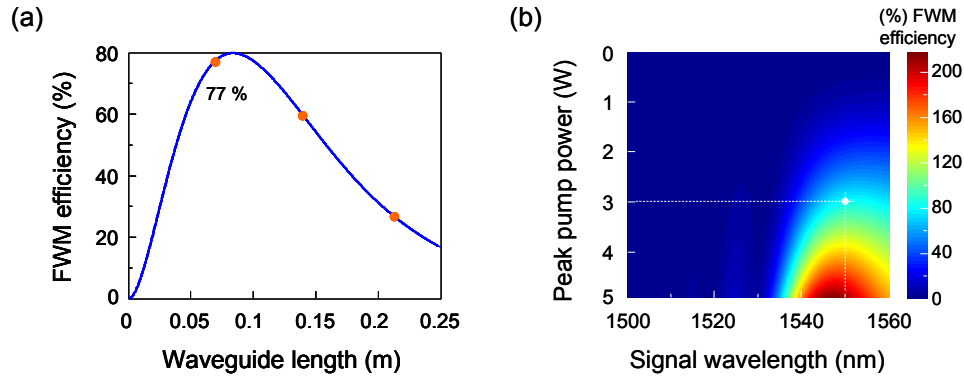 (a)
FWM efficiency (%)
80
60
40
20
0
77 %
0 0.05 0.10 0.15 0.20 0.25
Waveguide length (m)
(b)
(%) FWM
efficiency
Peak pump power (W)
0
1
2
3
4
5
1500 1520 1540 1560
Signal wavelength (nm)
200
160
120
80
40
0